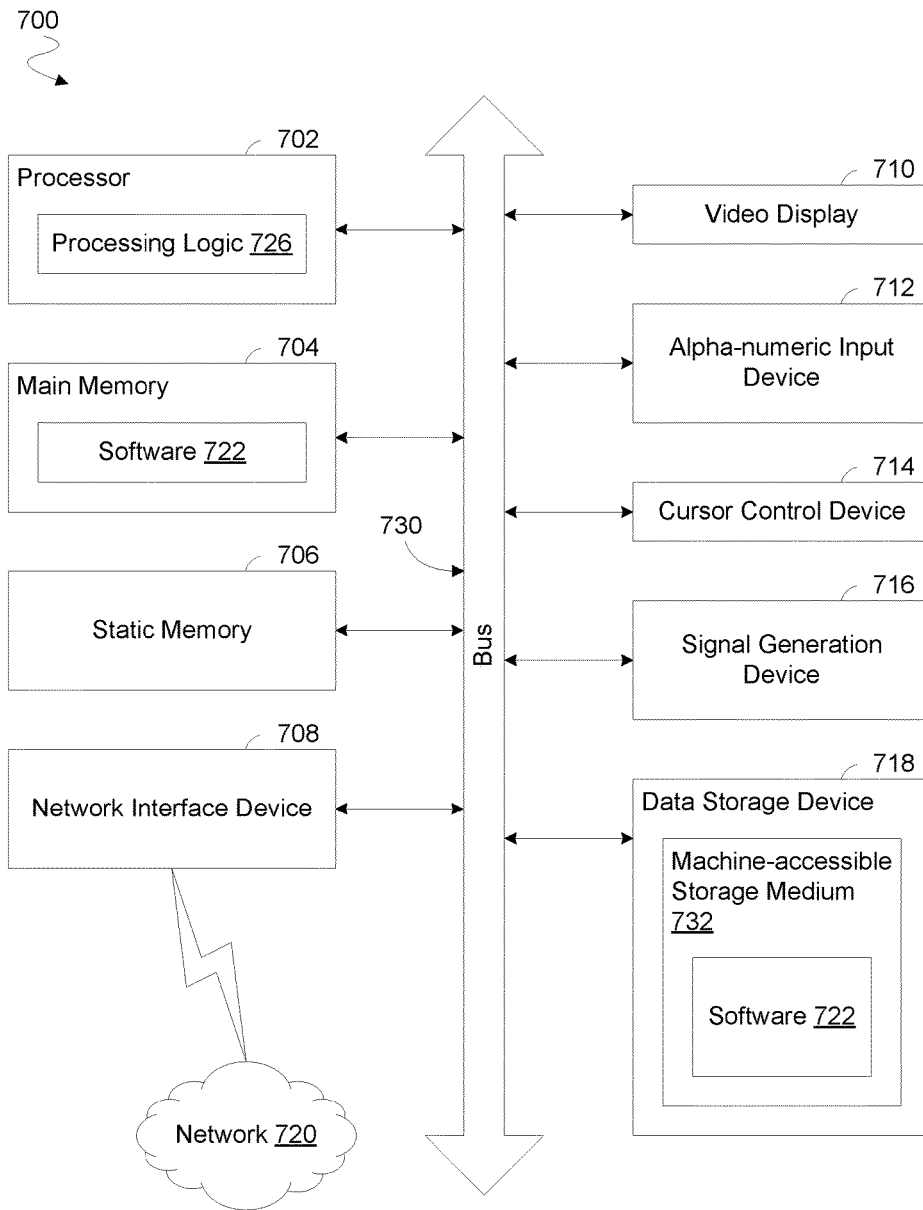 700
702
Processor
Processing Logic 726
704
Main Memory
Software 722
730
706
Static Memory
708
Network Interface Device
Network 720
Bus
710
Video Display
712
Alpha-numeric Input
Device
714
Cursor Control Device
716
Signal Generation
Device
718
Data Storage Device
Machine-accessible
Storage Medium
732
Software 722